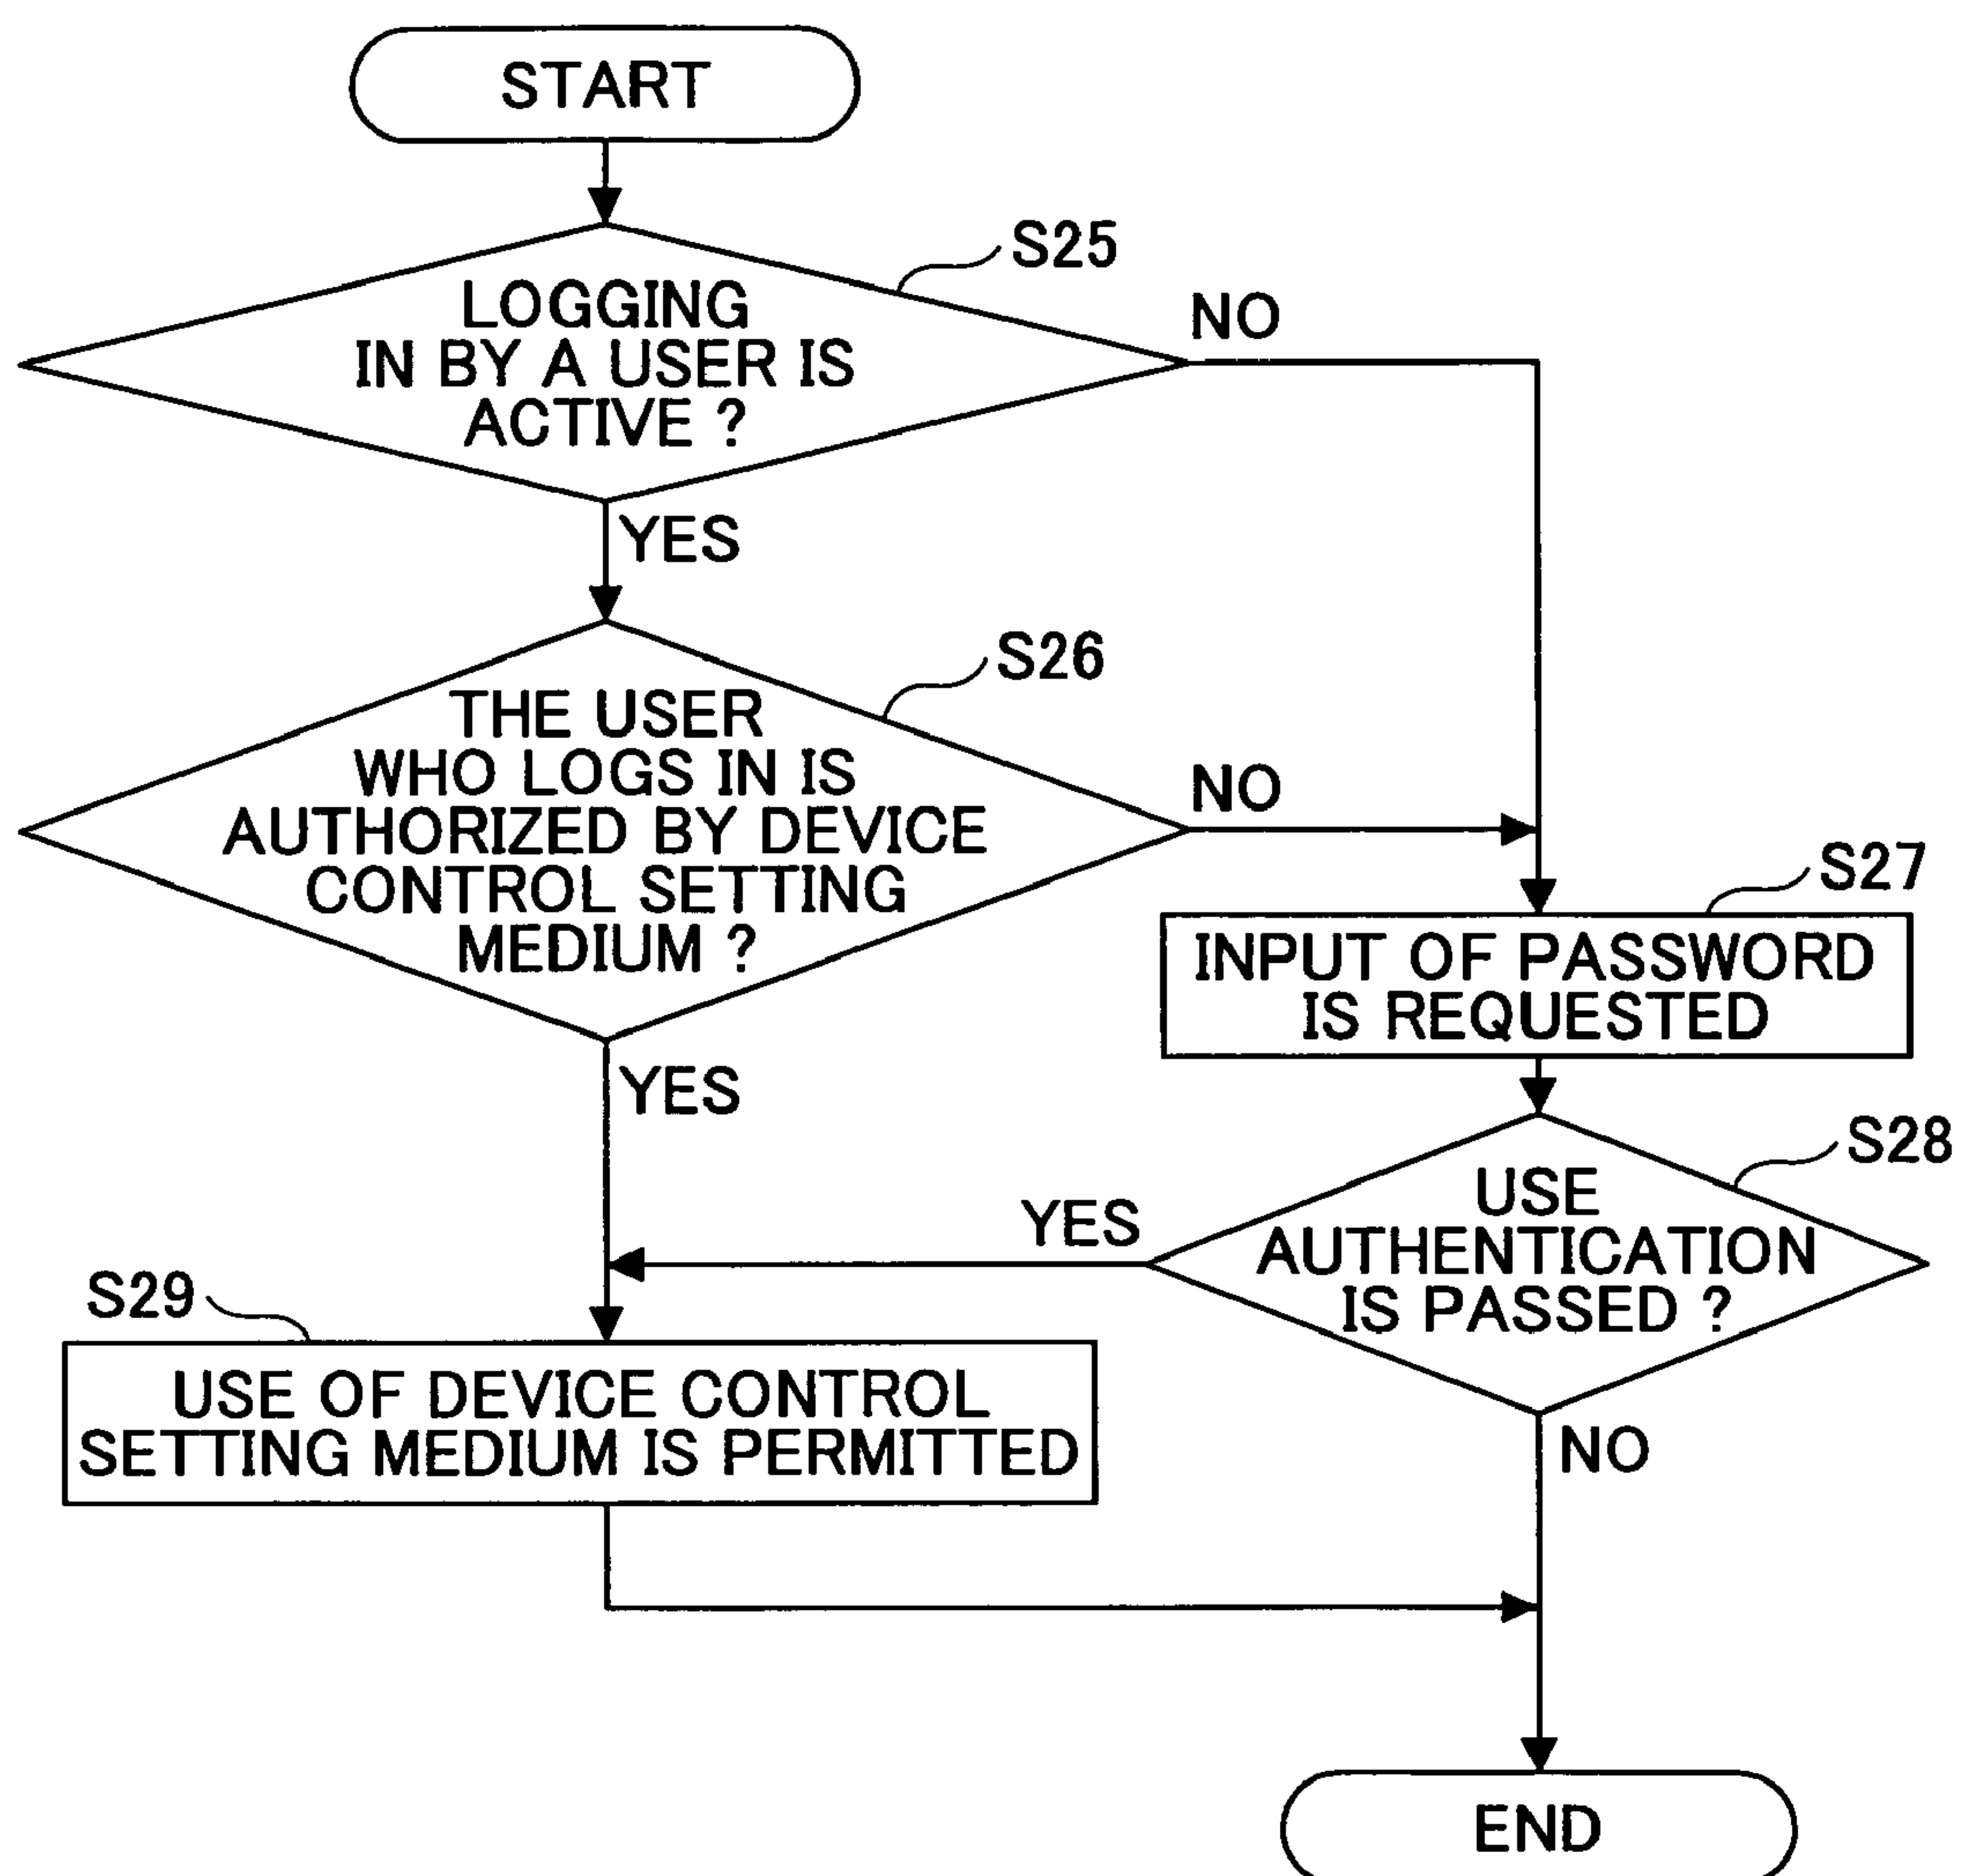 START
S25
LOGGING
IN BY A USER IS
ACTIVE ?
NO
YES
S26
THE USER
WHO LOGS IN IS
AUTHORIZED BY DEVICE
CONTROL SETTING
MEDIUM ?
NO
S27
INPUT OF PASSWORD
IS REQUESTED
YES
S28
USE
AUTHENTICATION
IS PASSED ?
YES
S29
USE OF DEVICE CONTROL
SETTING MEDIUM IS PERMITTED
NO
END